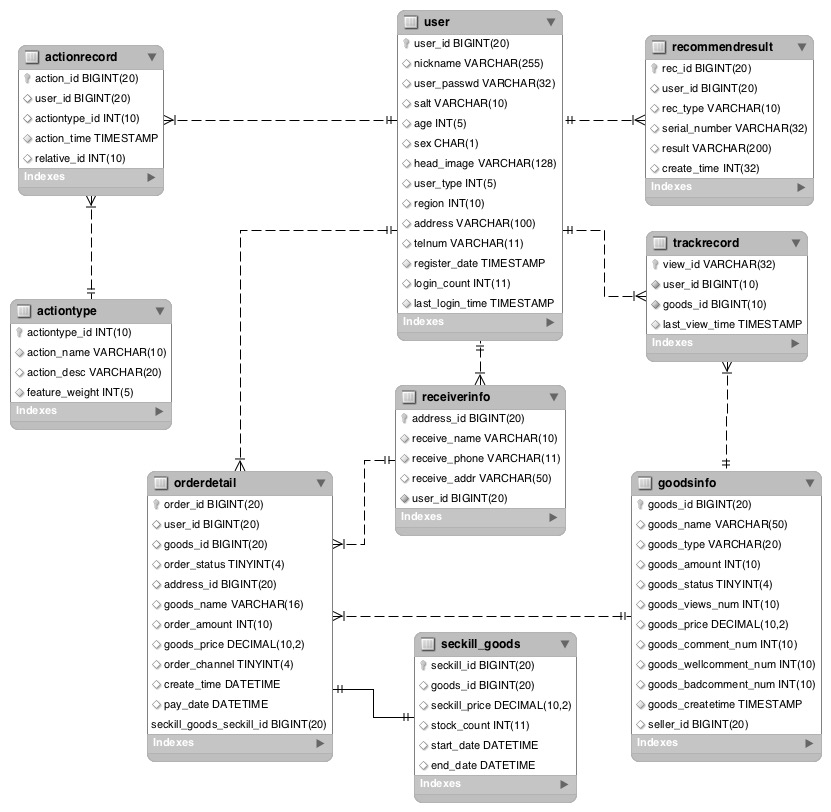 user
user_id BIGINT(20)
nickname VARCHAR(255)
user_passwd VARCHAR(32)
salt VARCHAR(10)
age INT(5)
sex CHAR(1)
head_image VARCHAR(128)
user_type INT(5)
region INT(10)
address VARCHAR(100)
telnum VARCHAR(11)
register_date TIMESTAMP
login_count INT(11)
last_login_time TIMESTAMP
Indexes
actionrecord
action_id BIGINT(20)
user_id BIGINT(20)
actiontype_id INT(10)
action_time TIMESTAMP
relative_id INT(10)
Indexes
recommendresult
rec_id BIGINT(20)
user_id BIGINT(20)
rec_type VARCHAR(10)
serial_number VARCHAR(32)
result VARCHAR(200)
create_time INT(32)
Indexes
trackrecord
view_id VARCHAR(32)
user_id BIGINT(10)
goods_id BIGINT(10)
last_view_time TIMESTAMP
Indexes
actiontype
actiontype_id INT(10)
action_name VARCHAR(10)
action_desc VARCHAR(20)
feature_weight INT(5)
Indexes
receiverinfo
address_id BIGINT(20)
receive_name VARCHAR(10)
receive_phone VARCHAR(11)
receive_addr VARCHAR(50)
user_id BIGINT(20)
Indexes
orderdetail
order_id BIGINT(20)
user_id BIGINT(20)
goods_id BIGINT(20)
order_status TINYINT(4)
address_id BIGINT(20)
goods_name VARCHAR(16)
order_amount INT(10)
goods_price DECIMAL(10,2)
order_channel TINYINT(4)
create_time DATETIME
pay_date DATETIME
seckill_goods_seckill_id BIGINT(20)
Indexes
goodsinfo
goods_id BIGINT(20)
goods_name VARCHAR(50)
goods_type VARCHAR(20)
goods_amount INT(10)
goods_status TINYINT(4)
goods_views_num INT(10)
goods_price DECIMAL(10,2)
goods_comment_num INT(10)
goods_wellcomment_num INT(10)
goods_badcomment_num INT(10)
goods_createtime TIMESTAMP
seller_id BIGINT(20)
Indexes
seckill_goods
seckill_id BIGINT(20)
goods_id BIGINT(20)
seckill_price DECIMAL(10,2)
stock_count INT(11)
start_date DATETIME
end_date DATETIME
Indexes